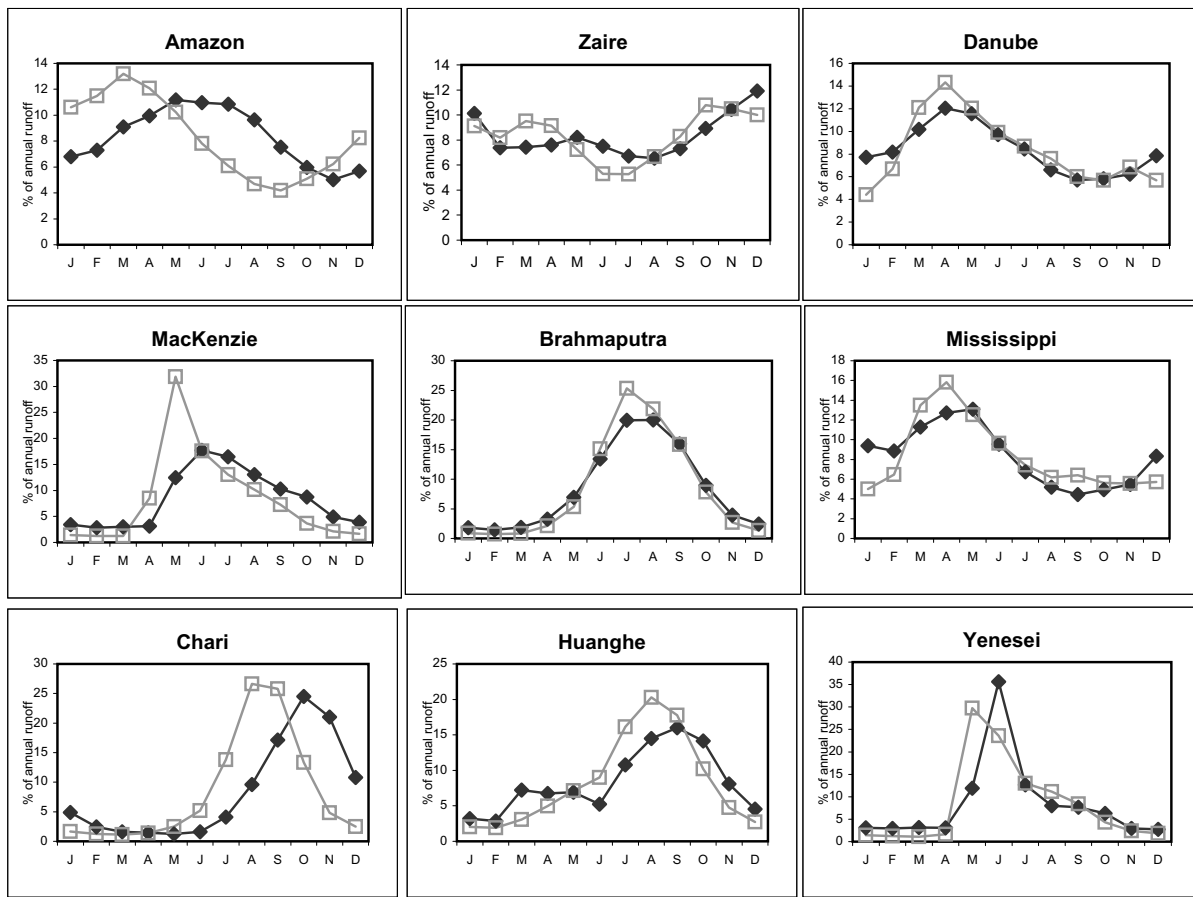 Amazon
% of annual runoff
14
12
10
8
6
4
2
0
J F M A M J J A S O N D
Zaire
% of annual runoff
14
12
10
8
6
4
2
0
J F M A M J J A S O N D
Danube
% of annual runoff
16
14
12
10
8
6
4
2
0
J F M A M J J A S O N D
MacKenzie
% of annual runoff
35
30
25
20
15
10
5
0
J F M A M J J A S O N D
Brahmaputra
% of annual runoff
30
25
20
15
10
5
0
J F M A M J J A S O N D
Mississippi
% of annual runoff
18
16
14
12
10
8
6
4
2
0
J F M A M J J A S O N D
Chari
% of annual runoff
30
25
20
15
10
5
0
J F M A M J J A S O N D
Huanghe
% of annual runoff
25
20
15
10
5
0
J F M A M J J A S O N D
Yenesei
% of annual runoff
40
35
30
25
20
15
10
5
0
J F M A M J J A S O N D